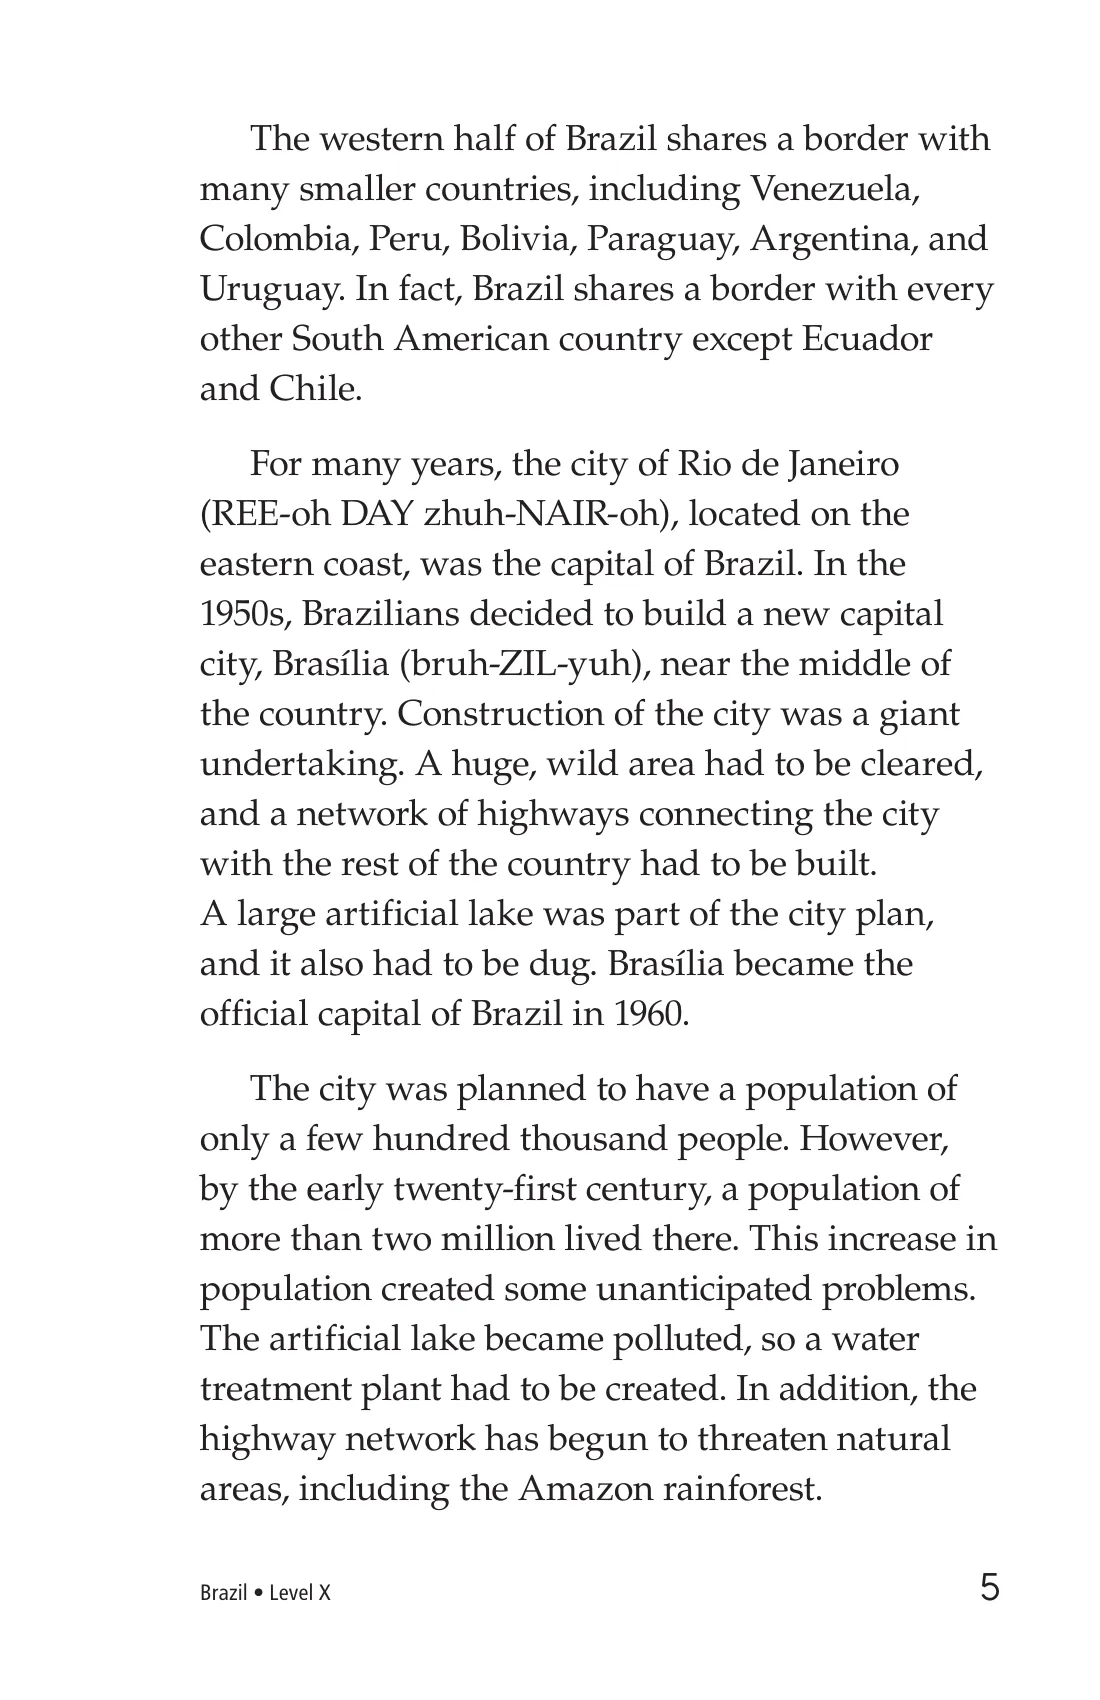 The western half of Brazil shares a border with
many smaller countries, including Venezuela,
Colombia, Peru, Bolivia, Paraguay, Argentina, and
Uruguay. In fact, Brazil shares a border with every
other South American country except Ecuador
and Chile.
For many years, the city of Rio de Janeiro
(REE-oh DAY zhuh-NAIR-oh), located on the
eastern coast, was the capital of Brazil. In the
1950s, Brazilians decided to build a new capital
city, Brasília (bruh-ZIL-yuh), near the middle of
the country. Construction of the city was a giant
undertaking. A huge, wild area had to be cleared,
and a network of highways connecting the city
with the rest of the country had to be built.
A large artificial lake was part of the city plan,
and it also had to be dug. Brasília became the
official capital of Brazil in 1960.
The city was planned to have a population of
only a few hundred thousand people. However,
by the early twenty-first century, a population of
more than two million lived there. This increase in
population created some unanticipated problems.
The artificial lake became polluted, so a water
treatment plant had to be created. In addition, the
highway network has begun to threaten natural
areas, including the Amazon rainforest.
Brazil • Level X
5